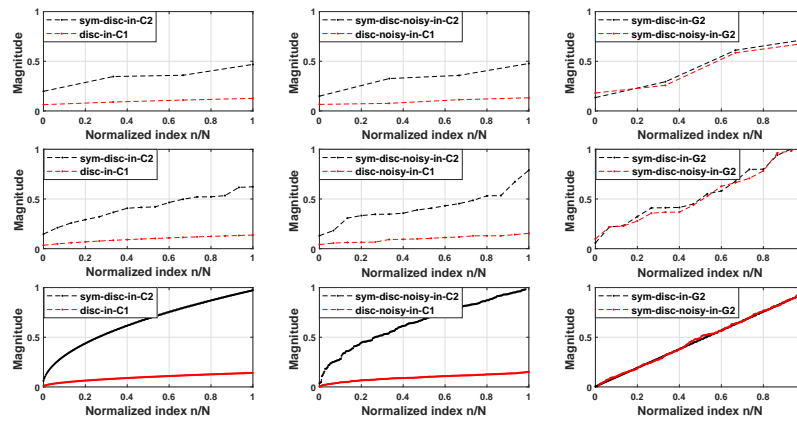 sym-disc-in-C2
disc-in-C1
Magnitude
1
0.5
0
0 0.2 0.4 0.6 0.8 1
Normalized index n/N
sym-disc-noisy-in-C2
disc-noisy-in-C1
Magnitude
1
0.5
0
0 0.2 0.4 0.6 0.8 1
Normalized index n/N
sym-disc-in-G2
sym-disc-noisy-in-G2
Magnitude
1
0.5
0
0 0.2 0.4 0.6 0.8
Normalized index n/N
sym-disc-in-C2
disc-in-C1
Magnitude
1
0.5
0
0 0.2 0.4 0.6 0.8 1
Normalized index n/N
sym-disc-noisy-in-C2
disc-noisy-in-C1
Magnitude
1
0.5
0
0 0.2 0.4 0.6 0.8 1
Normalized index n/N
sym-disc-in-G2
sym-disc-noisy-in-G2
Magnitude
1
0.5
0
0 0.2 0.4 0.6 0.8
Normalized index n/N
sym-disc-in-C2
disc-in-C1
Magnitude
1
0.5
0
0 0.2 0.4 0.6 0.8 1
Normalized index n/N
sym-disc-noisy-in-C2
disc-noisy-in-C1
Magnitude
1
0.5
0
0 0.2 0.4 0.6 0.8 1
Normalized index n/N
sym-disc-in-G2
sym-disc-noisy-in-G2
Magnitude
1
0.5
0
0 0.2 0.4 0.6 0.8
Normalized index n/N